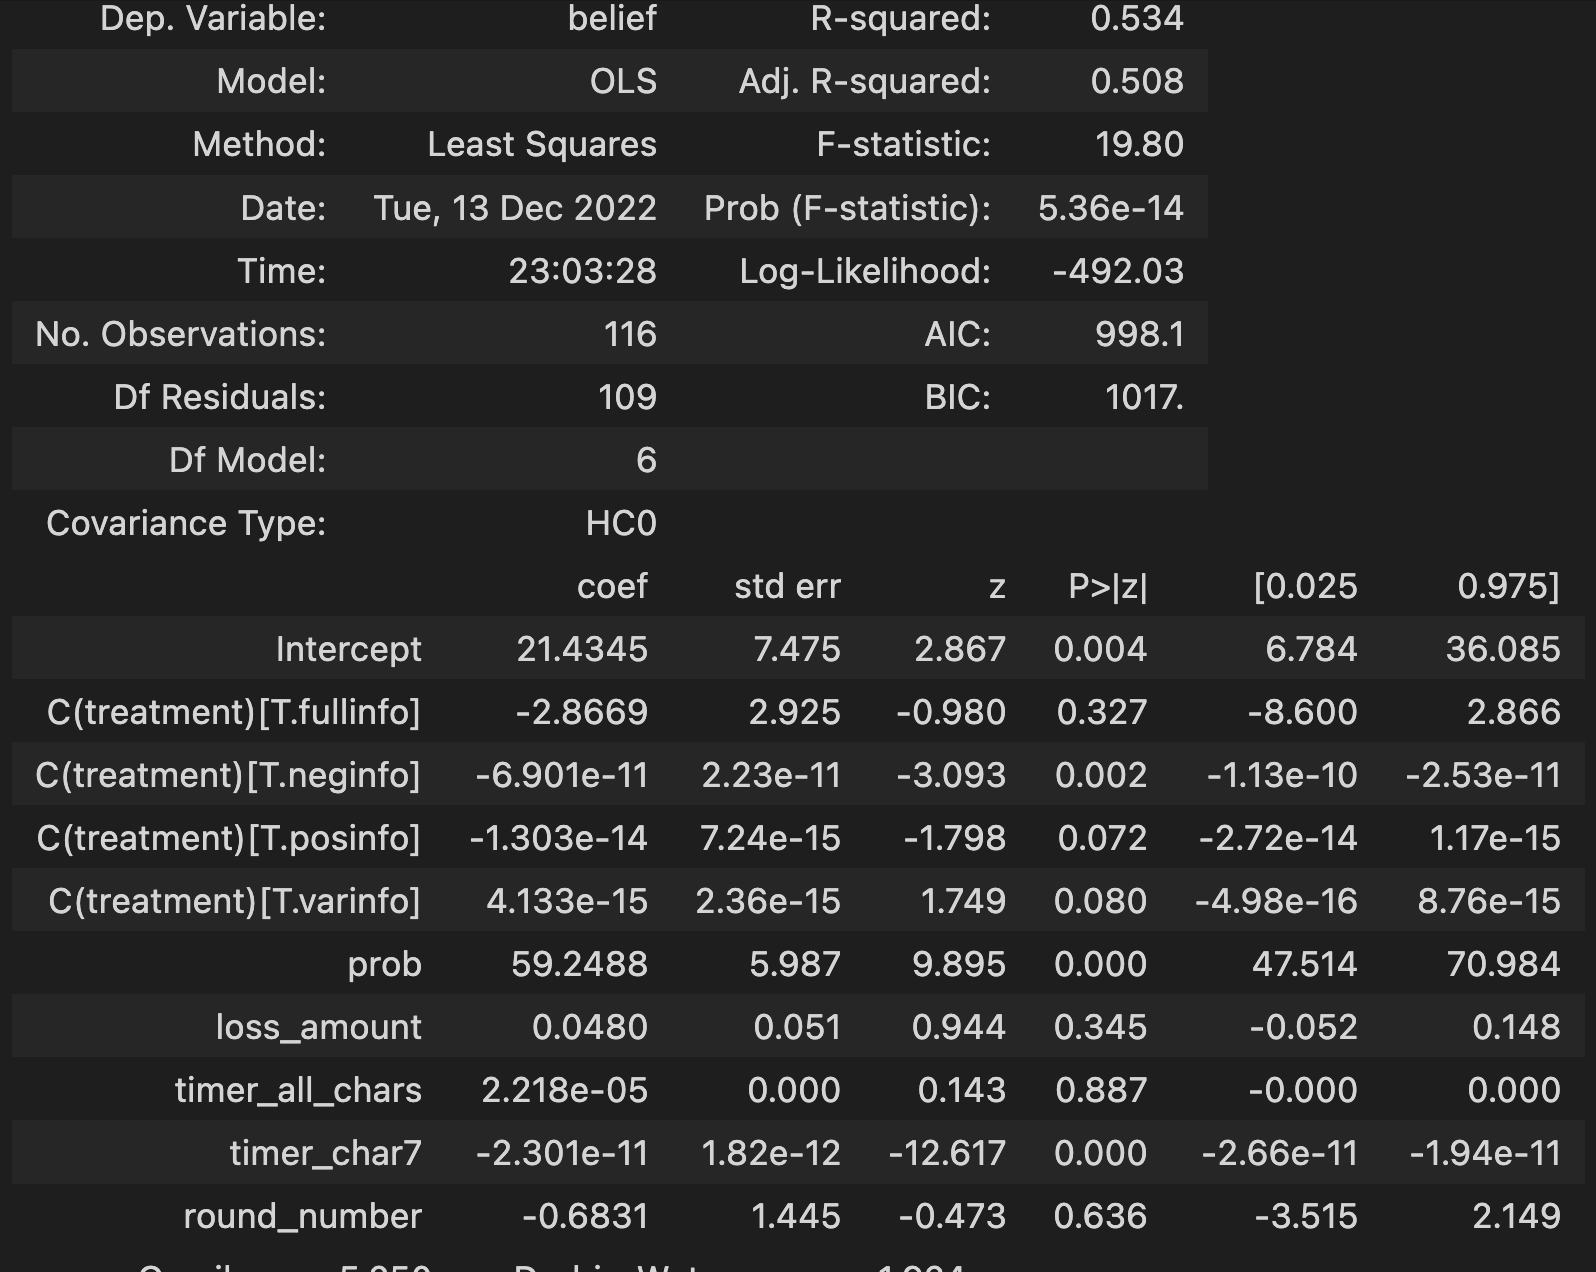 Dep. Variable: belief R-squared: 0.534
Model: OLS Adj. R-squared: 0.508
Method: Least Squares F-statistic: 19.80
Date: Tue, 13 Dec 2022 Prob (F-statistic): 5.36e-14
Time: 23:03:28 Log-Likelihood: -492.03
No. Observations: 116 AIC: 998.1
Df Residuals: 109 BIC: 1017.
Df Model: 6
Covariance Type: HC0
coef std err z P>|z| [0.025 0.975]
Intercept 21.4345 7.475 2.867 0.004 6.784 36.085
C(treatment)[T.fullinfo] -2.8669 2.925 -0.980 0.327 -8.600 2.866
C(treatment)[T.neginfo] -6.901e-11 2.23e-11 -3.093 0.002 -1.13e-10 -2.53e-11
C(treatment)[T.posinfo] -1.303e-14 7.24e-15 -1.798 0.072 -2.72e-14 1.17e-15
C(treatment)[T.varinfo] 4.133e-15 2.36e-15 1.749 0.080 -4.98e-16 8.76e-15
prob 59.2488 5.987 9.895 0.000 47.514 70.984
loss_amount 0.0480 0.051 0.944 0.345 -0.052 0.148
timer_all_chars 2.218e-05 0.000 0.143 0.887 -0.000 0.000
timer_char7 -2.301e-11 1.82e-12 -12.617 0.000 -2.66e-11 -1.94e-11
round_number -0.6831 1.445 -0.473 0.636 -3.515 2.149